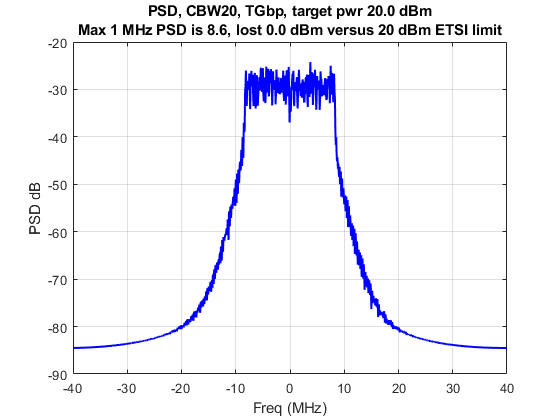 PSD, CBW20, TGbp, target pwr 20.0 dBm
Max 1 MHz PSD is 8.6, lost 0.0 dBm versus 20 dBm ETSI limit
-20
-30
-40
-50
-60
-70
-80
-90
PSD dB
-40 -30 -20 -10 0 10 20 30 40
Freq (MHz)